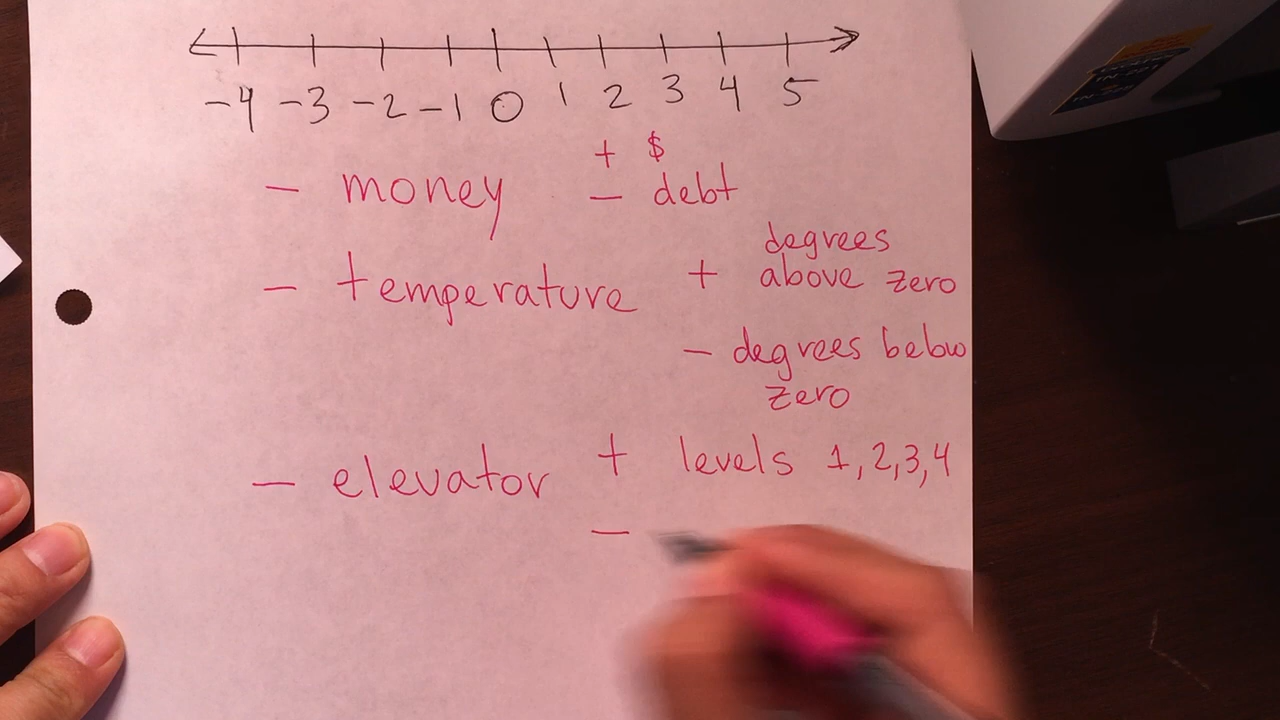 -4 -3 -2 -1 0 1 2 3 4 5
+ $
- money - debt
degrees
- temperature + above zero
- degrees below
zero
- elevator + levels 1,2,3,4
-